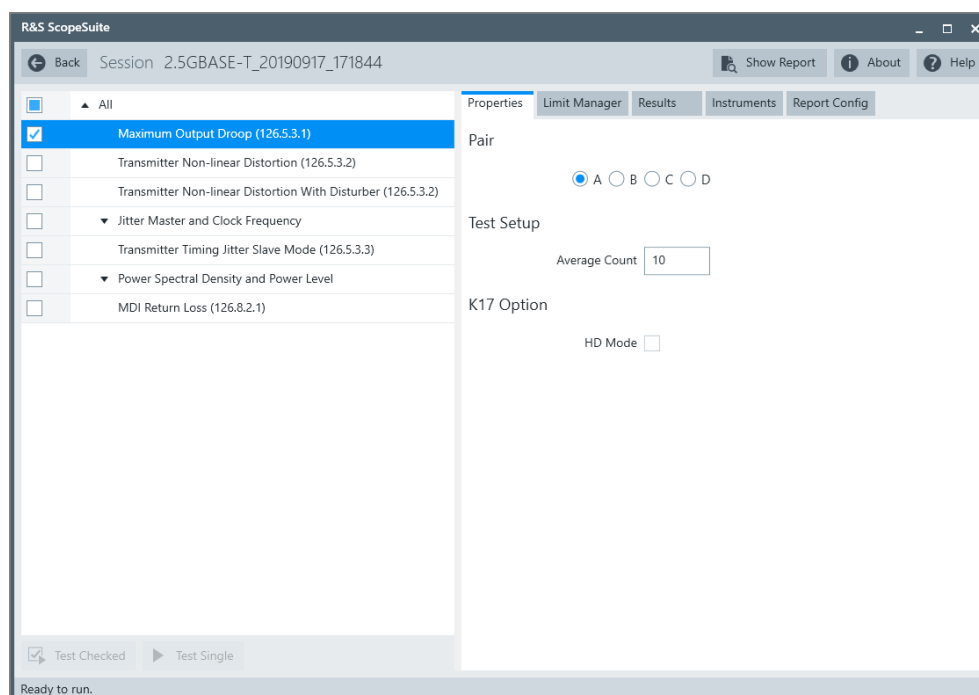 R&S ScopeSuite
Back Session 2.5GBASE-T_20190917_171844 Show Report About Help
All
Maximum Output Droop (126.5.3.1)
Transmitter Non-linear Distortion (126.5.3.2)
Transmitter Non-linear Distortion With Disturber (126.5.3.2)
Jitter Master and Clock Frequency
Transmitter Timing Jitter Slave Mode (126.5.3.3)
Power Spectral Density and Power Level
MDI Return Loss (126.8.2.1)
Properties Limit Manager Results Instruments Report Config
Pair
A B C D
Test Setup
Average Count 10
K17 Option
HD Mode
Test Checked Test Single
Ready to run.